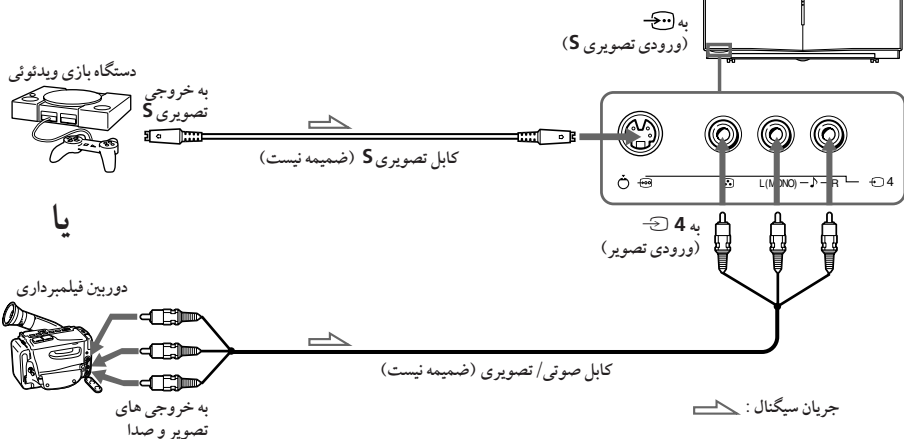 به
(ورودی تصویری S)
دستگاه بازی ویدئوئی
به خروجی
تصویری S
کابل تصویری S (ضمیمه نیست)
L(MONO)
R
4
یا
به 4
(ورودی تصویر)
دوربین فیلمبرداری
کابل صوتی/ تصویری (ضمیمه نیست)
به خروجی های
تصویر و صدا
جریان سیگنال :